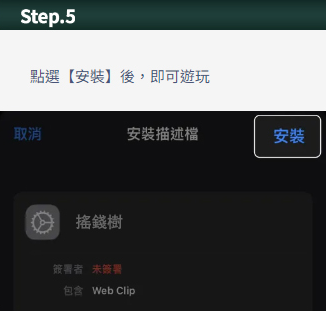 Step.5
點選【安裝】後，即可遊玩
取消 安裝描述檔 安裝
搖錢樹
簽署者 未簽署
包含 Web Clip